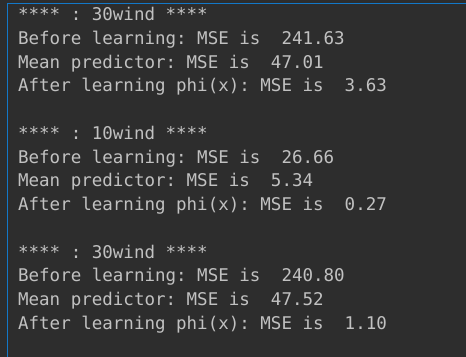 **** : 30wind ****
Before learning: MSE is  241.63
Mean predictor: MSE is  47.01
After learning phi(x): MSE is  3.63

**** : 10wind ****
Before learning: MSE is  26.66
Mean predictor: MSE is  5.34
After learning phi(x): MSE is  0.27

**** : 30wind ****
Before learning: MSE is  240.80
Mean predictor: MSE is  47.52
After learning phi(x): MSE is  1.10